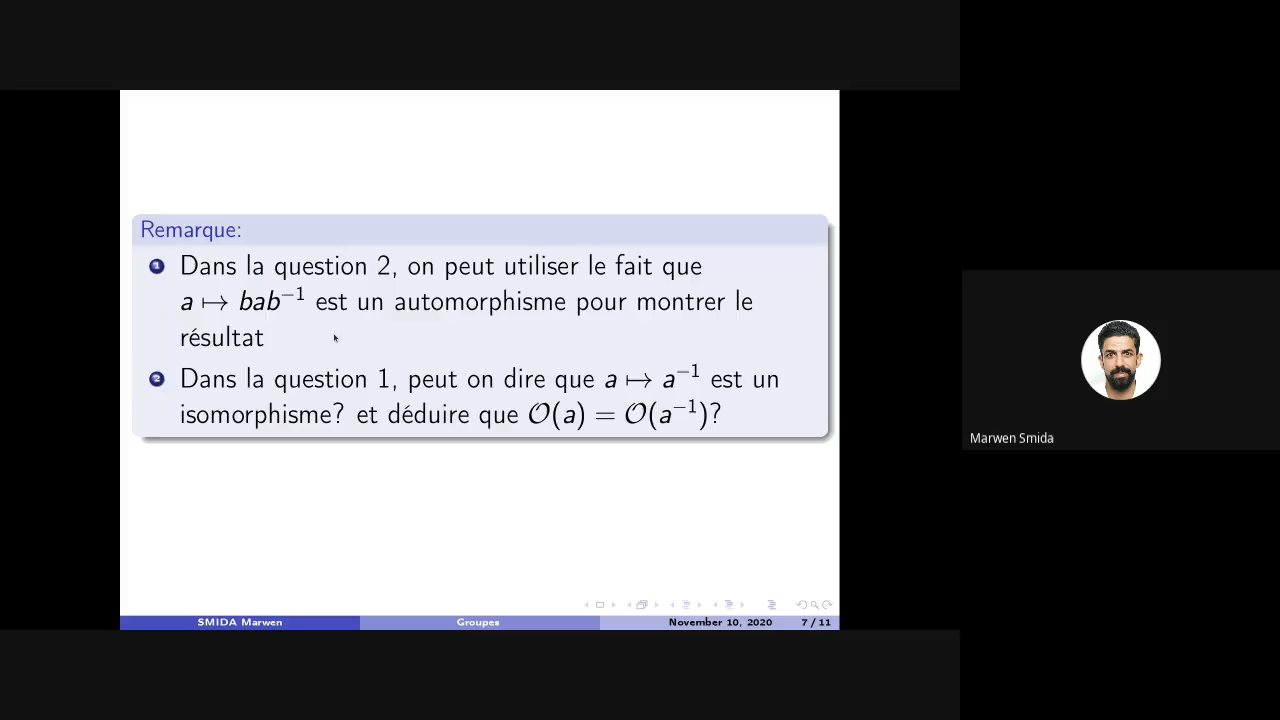 Remarque:
1 Dans la question 2, on peut utiliser le fait que
a ↦ bab⁻¹ est un automorphisme pour montrer le
résultat
2 Dans la question 1, peut on dire que a ↦ a⁻¹ est un
isomorphisme? et déduire que 𝒪(a) = 𝒪(a⁻¹)?
SMIDA Marwen Groupes November 10, 2020 7 / 11
Marwen Smida